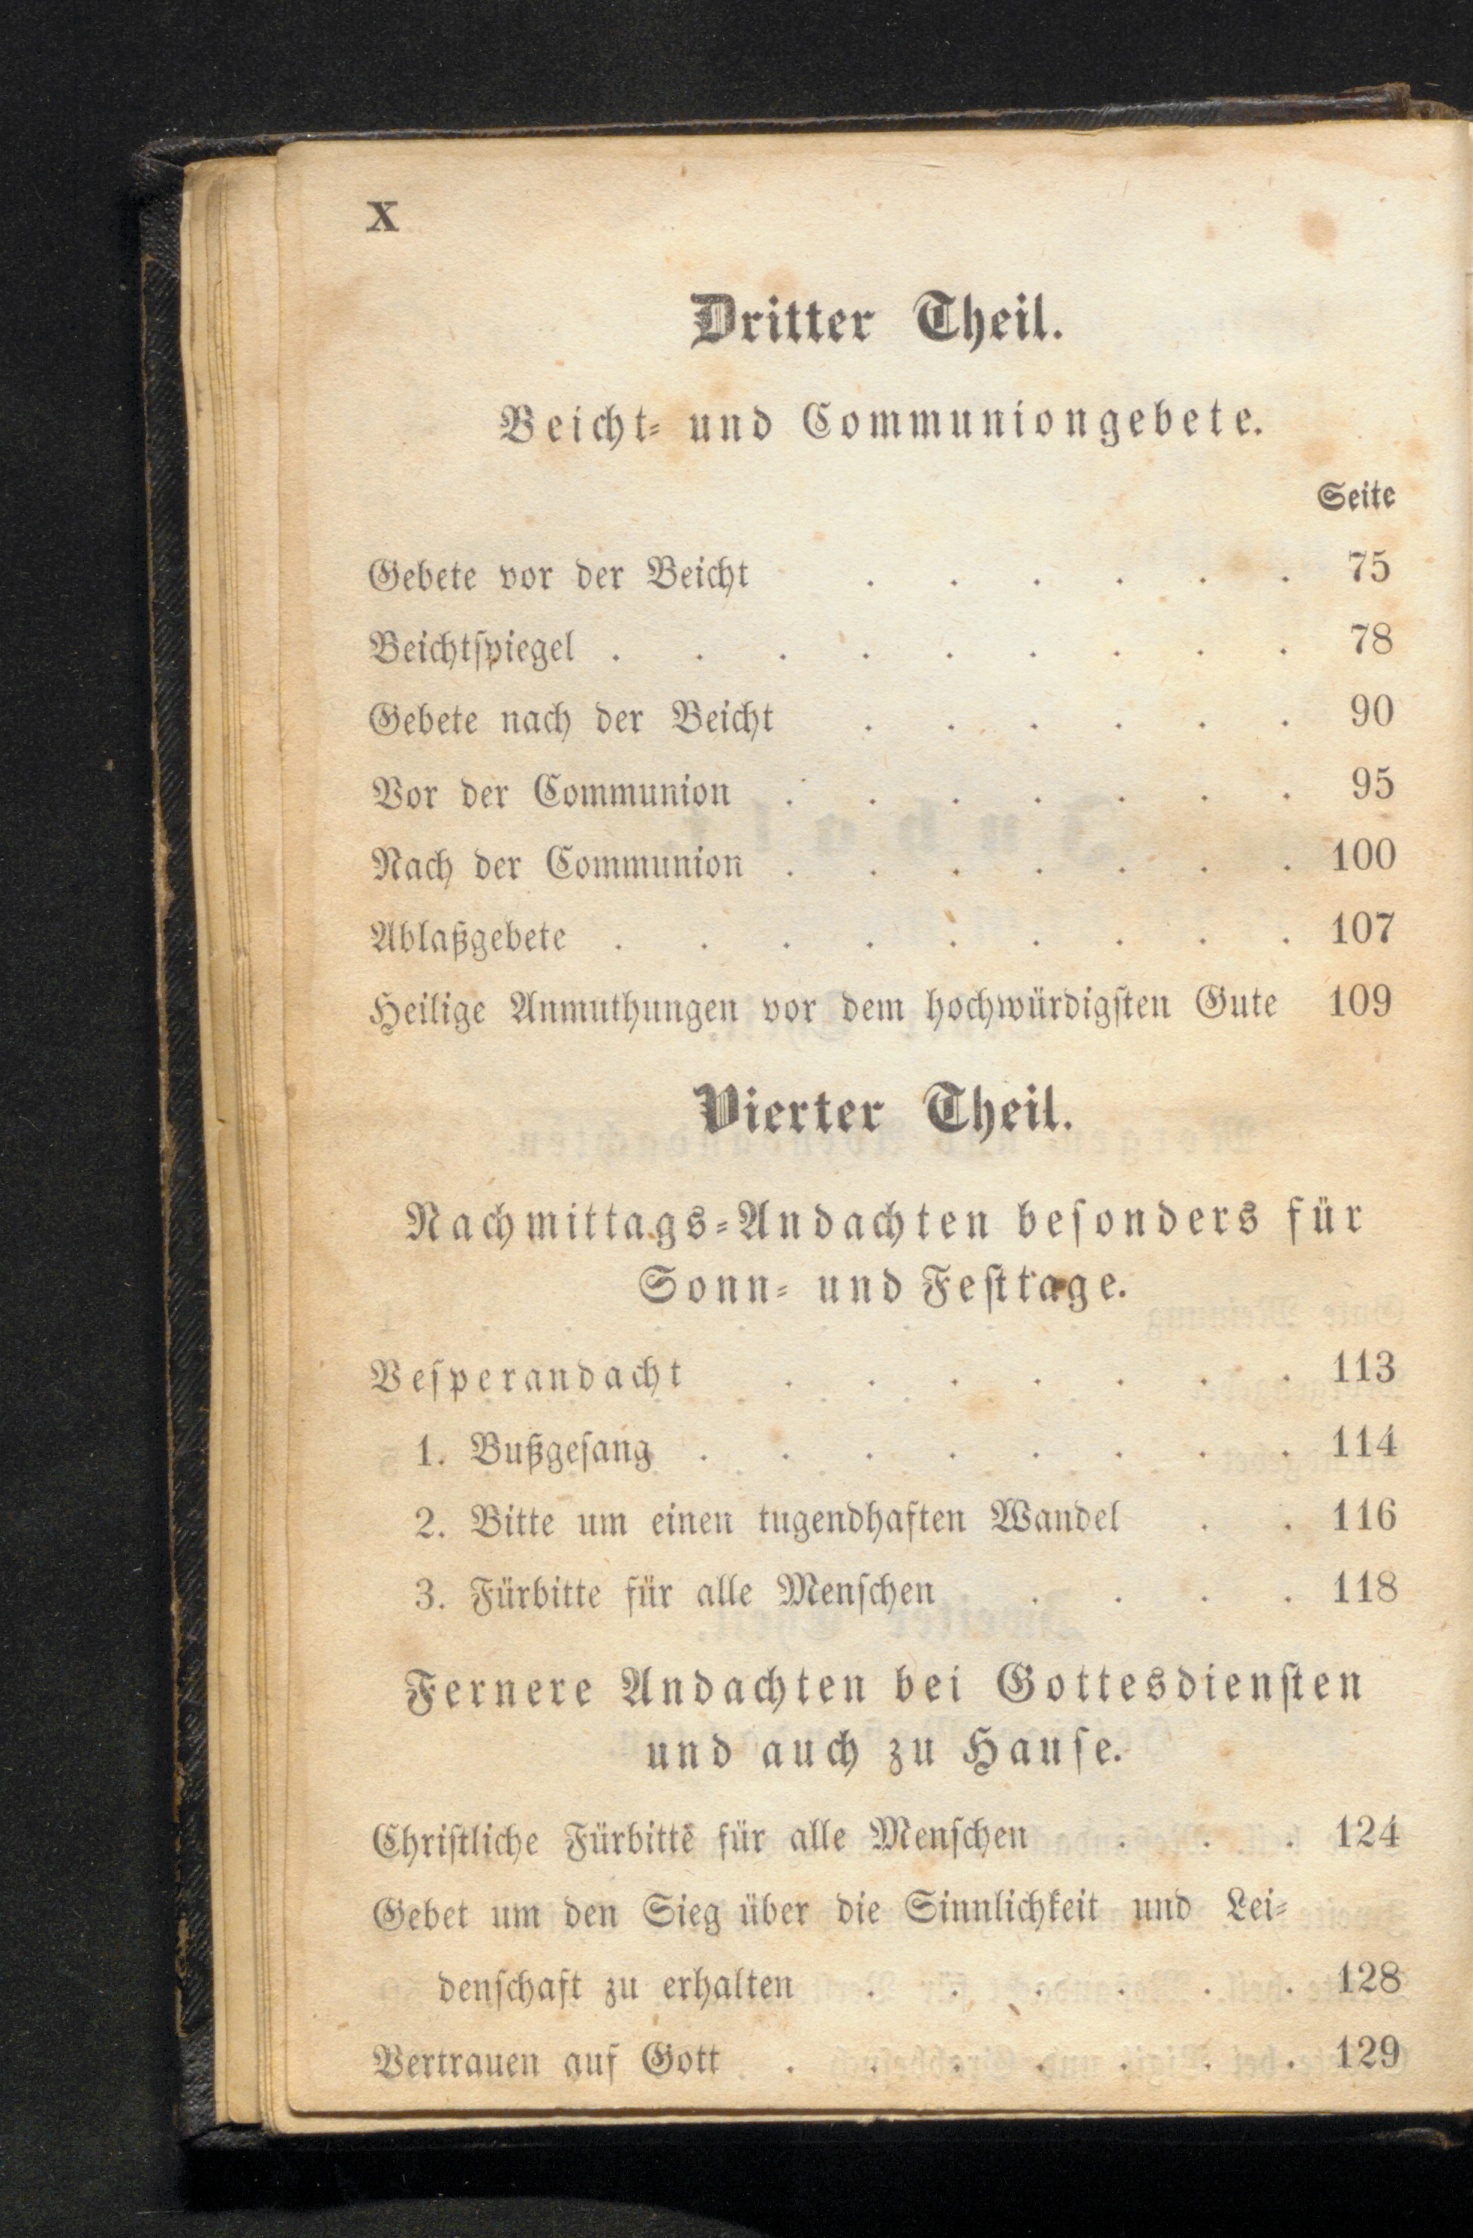 X
Dritter Theil.
Beicht- und Communiongebete.
Seite
Gebete vor der Beicht . . . . . . 75
Beichtſpiegel . . . . . . . . . 78
Gebete nach der Beicht . . . . . . 90
Vor der Communion . . . . . . . 95
Nach der Communion . . . . . . . 100
Ablaßgebete . . . . . . . . . 107
Heilige Anmuthungen vor dem hochwürdigſten Gute 109
Vierter Theil.
Nachmittags-Andachten beſonders für
Sonn- und Feſttage.
Veſperandacht . . . . . . . 113
1. Bußgeſang . . . . . . . . 114
2. Bitte um einen tugendhaften Wandel . . 116
3. Fürbitte für alle Menſchen . . . . 118
Fernere Andachten bei Gottesdienſten
und auch zu Hauſe.
Chriſtliche Fürbitte für alle Menſchen . . . 124
Gebet um den Sieg über die Sinnlichkeit und Lei-
denſchaft zu erhalten . . . . . . 128
Vertrauen auf Gott . . . . . . . 129